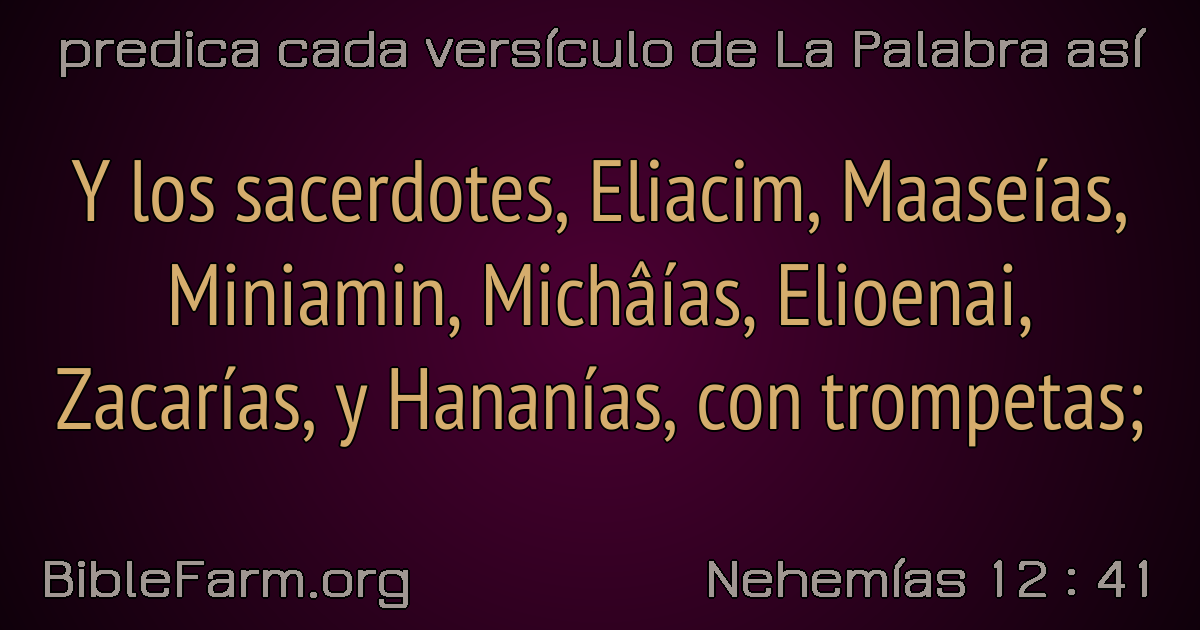 predica cada versículo de La Palabra así
Y los sacerdotes, Eliacim, Maaseías,
Miniamin, Michâías, Elioenai,
Zacarías, y Hananías, con trompetas;
BibleFarm.org
Nehemías 12 : 41